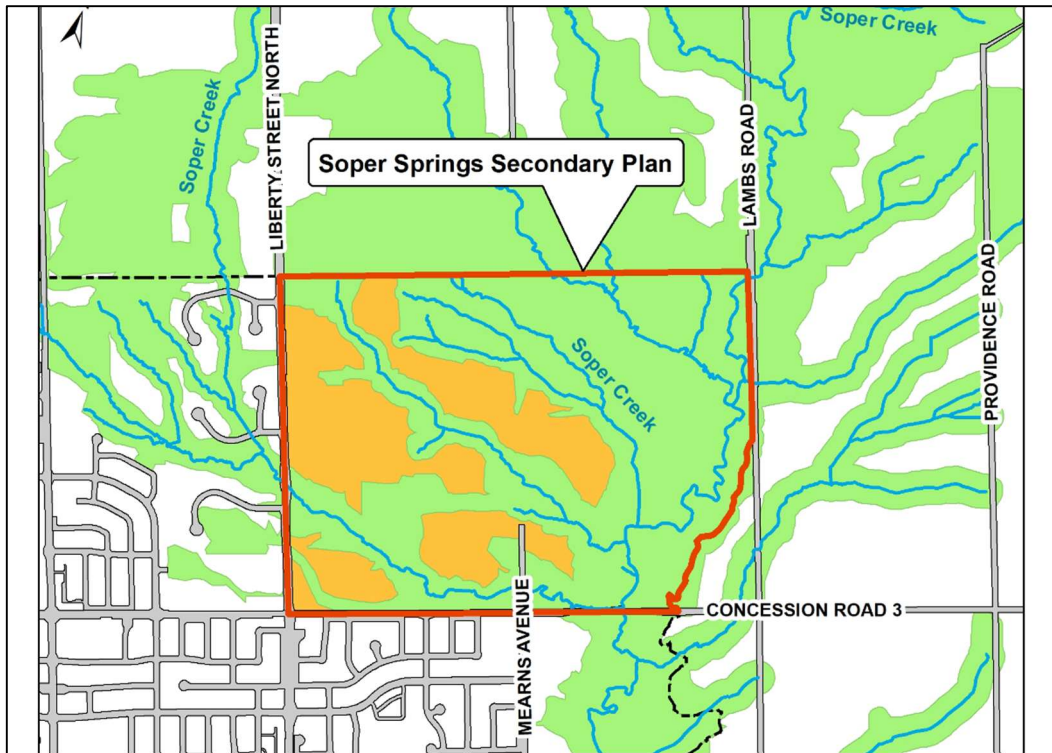 Soper Creek
Soper Creek
LIBERTY STREET NORTH
Soper Springs Secondary Plan
LAMBS ROAD
PROVIDENCE ROAD
Soper Creek
MEARNS AVENUE
CONCESSION ROAD 3